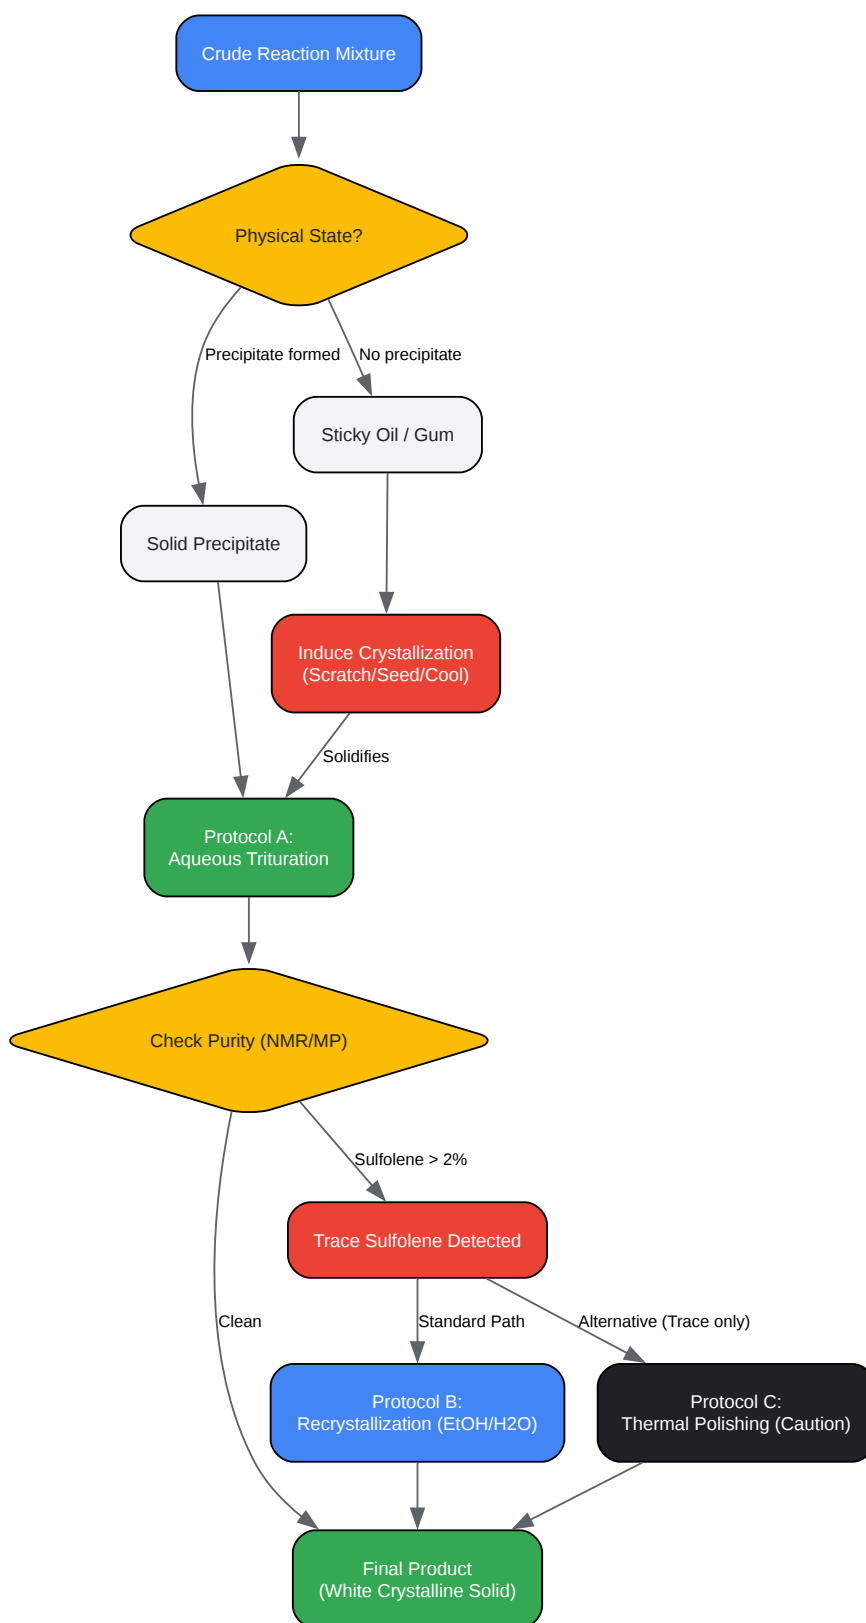 Crude Reaction Mixture
Physical State?
Precipitate formed
No precipitate
Sticky Oil / Gum
Solid Precipitate
Induce Crystallization
(Scratch/Seed/Cool)
Solidifies
Protocol A:
Aqueous Trituration
Check Purity (NMR/MP)
Sulfolene > 2%
Trace Sulfolene Detected
Clean
Standard Path
Alternative (Trace only)
Protocol B:
Recrystallization (EtOH/H2O)
Protocol C:
Thermal Polishing (Caution)
Final Product
(White Crystalline Solid)